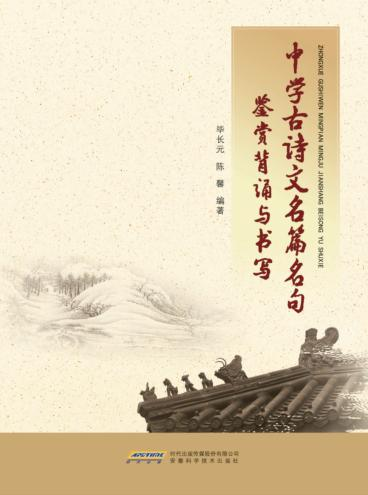 中学古诗文名篇名句
鉴赏背诵与书写
ZHONGXUE GUSHIWEN MINGPIAN MINGJU JIANSHANG BEISONG YU SHUXIE
毕长元 陈 馨 编著
APSTIME
时代出版传媒股份有限公司
安徽科学技术出版社